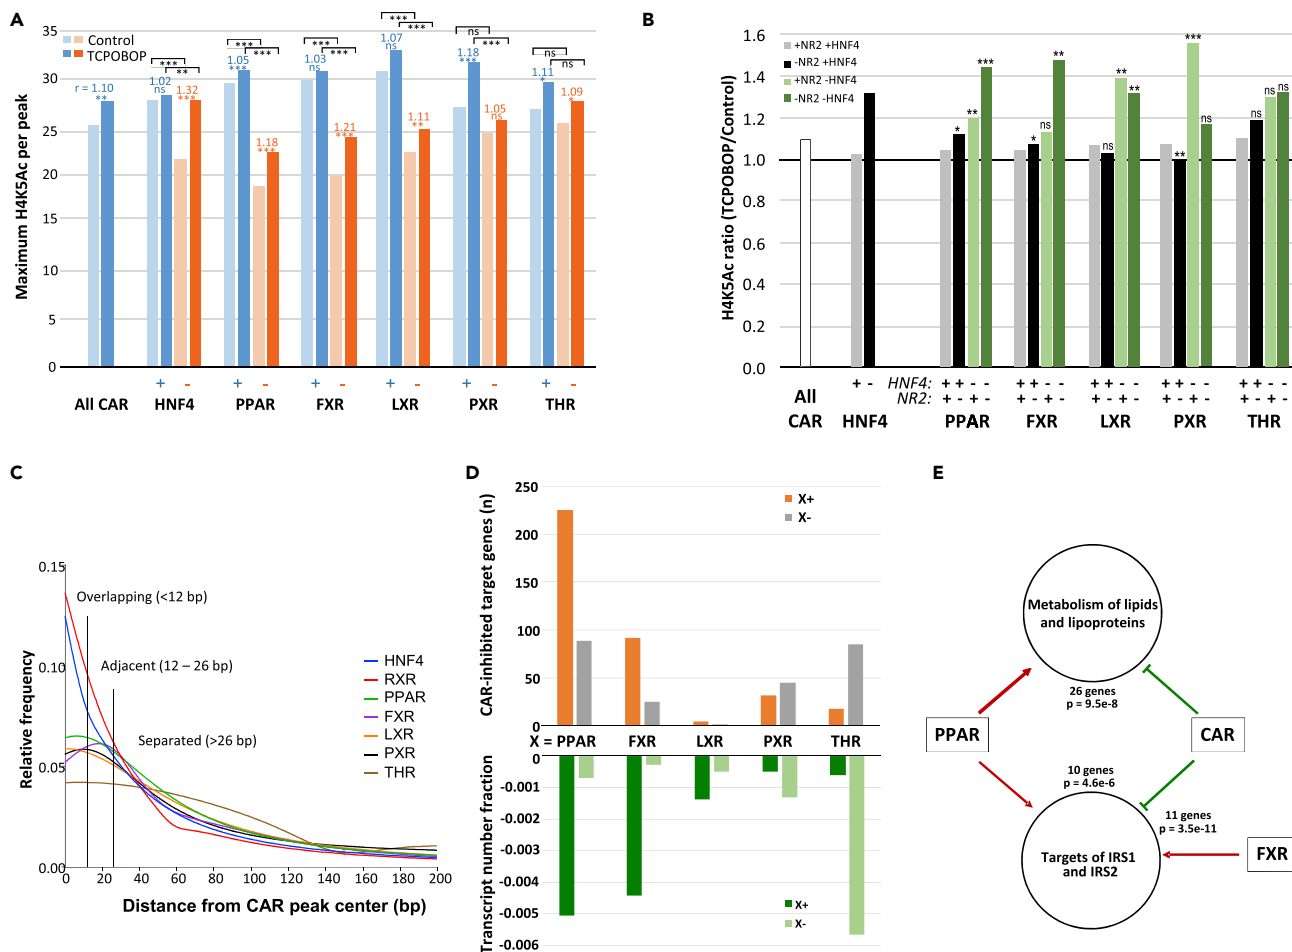 A
Maximum H4K5Ac per peak
35
30
25
20
15
10
5
0
Control
TCPOBOP
r = 1.10
**
***
**
1.02
ns
1.32
***
***
***
1.05
***
1.18
***
***
***
1.03
ns
1.21
***
***
***
1.07
ns
1.11
**
ns
***
1.18
***
1.05
ns
ns
ns
1.11
*
1.09
*
+ - + - + - + - + - + -
All CAR HNF4 PPAR FXR LXR PXR THR
B
H4K5Ac ratio (TCPOBOP/Control)
1.6
1.4
1.2
1.0
0.8
0.6
0.4
0.2
0.0
+NR2 +HNF4
-NR2 +HNF4
+NR2 -HNF4
-NR2 -HNF4
* ** ***
* ns **
ns ** **
** *** ns
ns ns ns
+ -
HNF4: + + - - + + - - + + - - + + - - + + - -
NR2: + - + - + - + - + - + - + - + - + - + -
All
CAR HNF4 PPAR FXR LXR PXR THR
C
Relative frequency
0.15
0.10
0.05
0.00
Overlapping (<12 bp)
Adjacent (12 – 26 bp)
Separated (>26 bp)
HNF4
RXR
PPAR
FXR
LXR
PXR
THR
0 20 40 60 80 100 120 140 160 180 200
Distance from CAR peak center (bp)
D
CAR-inhibited target genes (n)
250
200
150
100
50
0
X+
X-
X = PPAR FXR LXR PXR THR
Transcript number fraction
0
-0.001
-0.002
-0.003
-0.004
-0.005
-0.006
X+
X-
E
Metabolism of lipids
and lipoproteins
26 genes
p = 9.5e-8
PPAR
CAR
10 genes
p = 4.6e-6
11 genes
p = 3.5e-11
Targets of IRS1
and IRS2
FXR